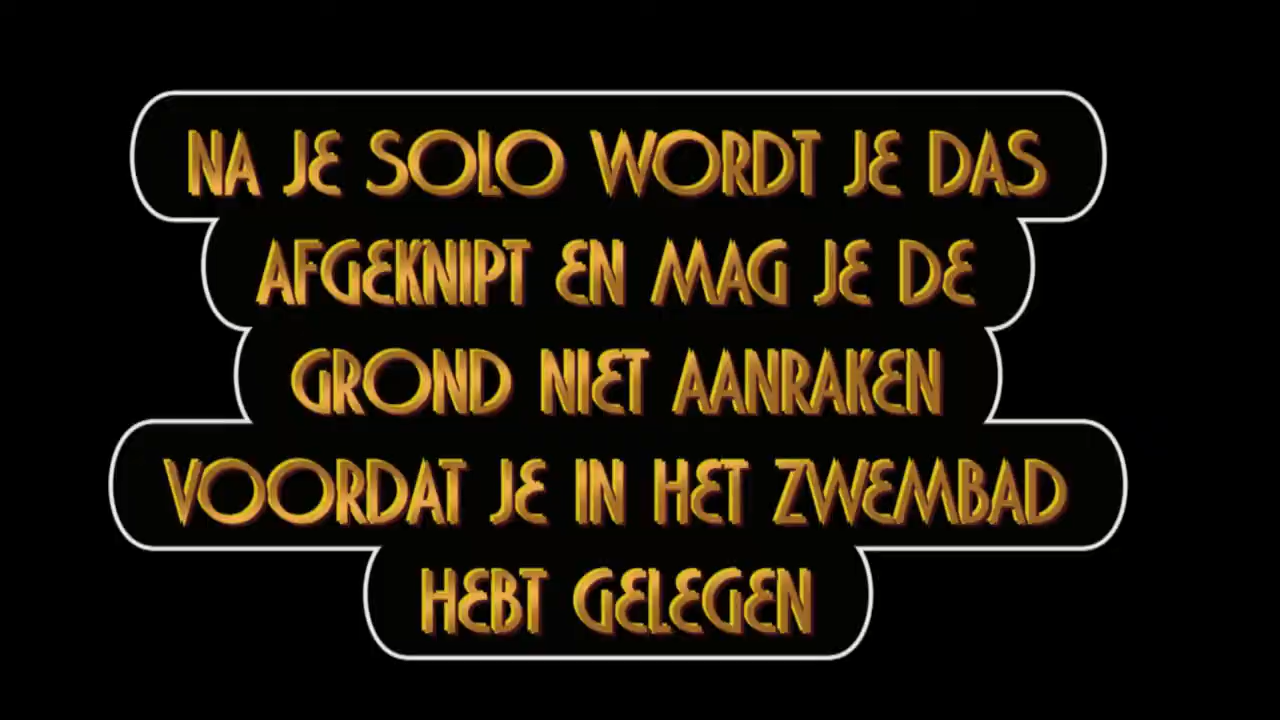 NA JE SOLO WORDT JE DAS
AFGEKNIPT EN MAG JE DE
GROND NIET AANRAKEN
VOORDAT JE IN HET ZWEMBAD
HEBT GELEGEN